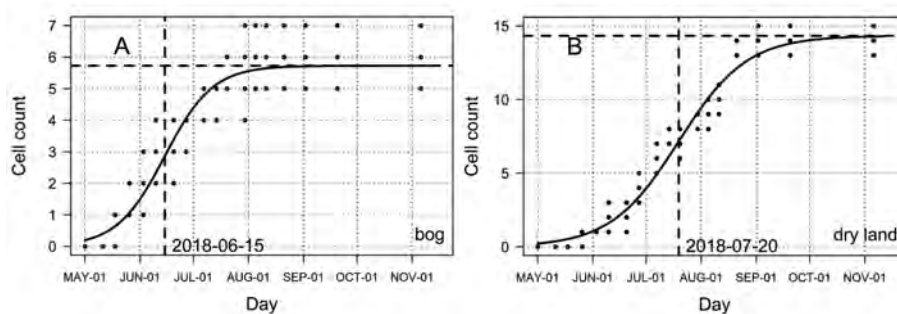 A
B
Cell count
7
6
5
4
3
2
1
0
2018-06-15
bog
MAY-01 JUN-01 JUL-01 AUG-01 SEP-01 OCT-01 NOV-01
Day
Cell count
15
10
5
0
2018-07-20
dry land
MAY-01 JUN-01 JUL-01 AUG-01 SEP-01 OCT-01 NOV-01
Day